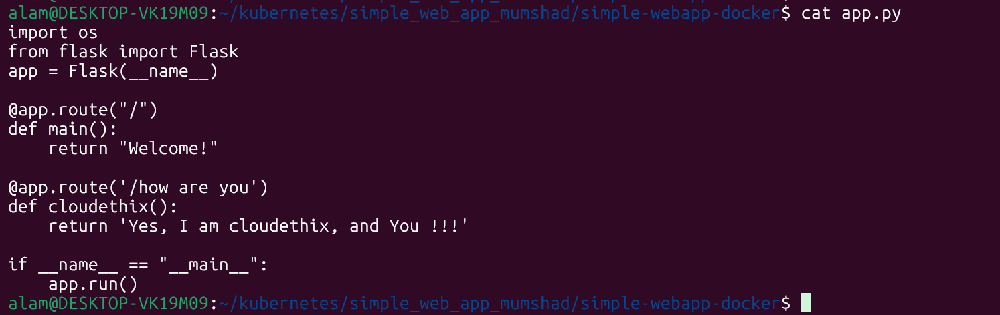 alam@DESKTOP-VK19M09:~/kubernetes/simple_web_app_mumshad/simple-webapp-docker$ cat app.py
import os
from flask import Flask
app = Flask(__name__)

@app.route("/")
def main():
    return "Welcome!"

@app.route('/how are you')
def cloudethix():
    return 'Yes, I am cloudethix, and You !!!'

if __name__ == "__main__":
    app.run()
alam@DESKTOP-VK19M09:~/kubernetes/simple_web_app_mumshad/simple-webapp-docker$